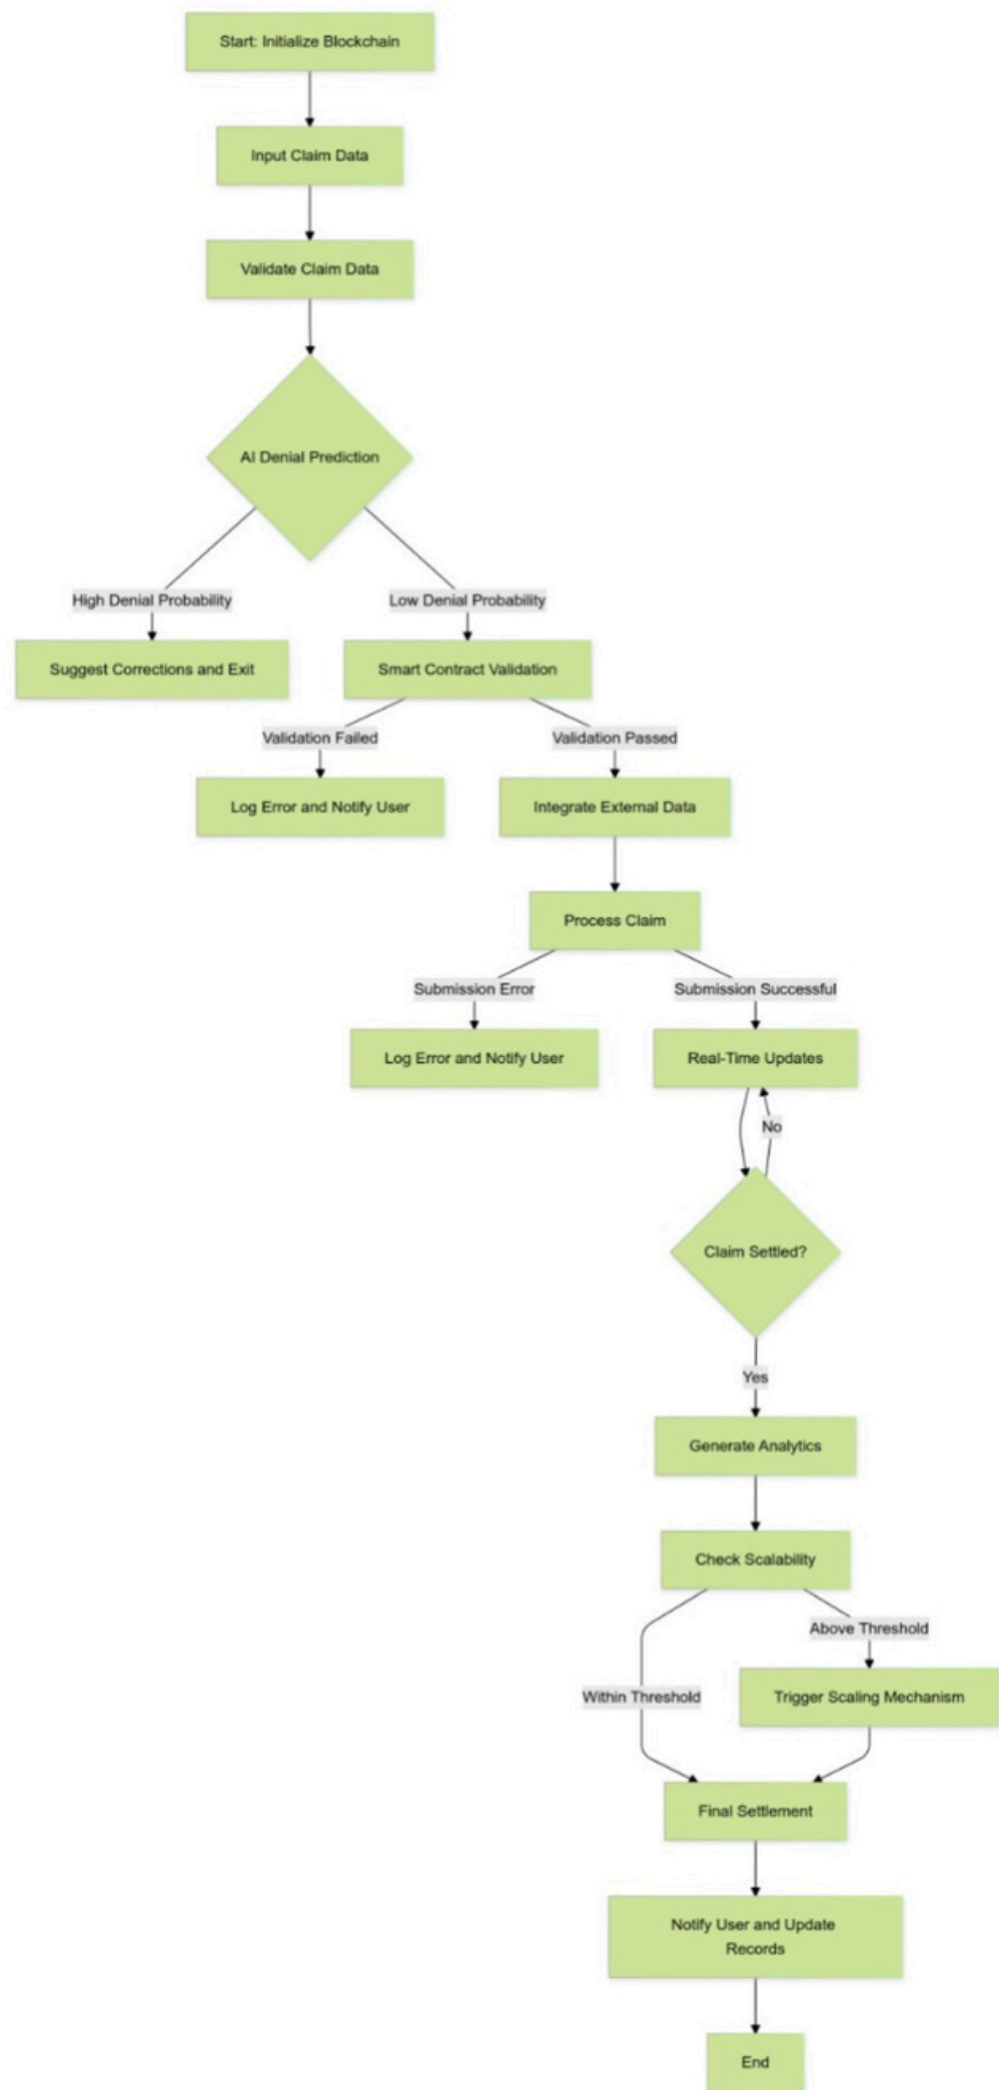 Start: Initialize Blockchain
Input Claim Data
Validate Claim Data
AI Denial Prediction
High Denial Probability
Low Denial Probability
Suggest Corrections and Exit
Smart Contract Validation
Validation Failed
Validation Passed
Log Error and Notify User
Integrate External Data
Process Claim
Submission Error
Submission Successful
Log Error and Notify User
Real-Time Updates
No
Claim Settled?
Yes
Generate Analytics
Check Scalability
Above Threshold
Within Threshold
Trigger Scaling Mechanism
Final Settlement
Notify User and Update
Records
End